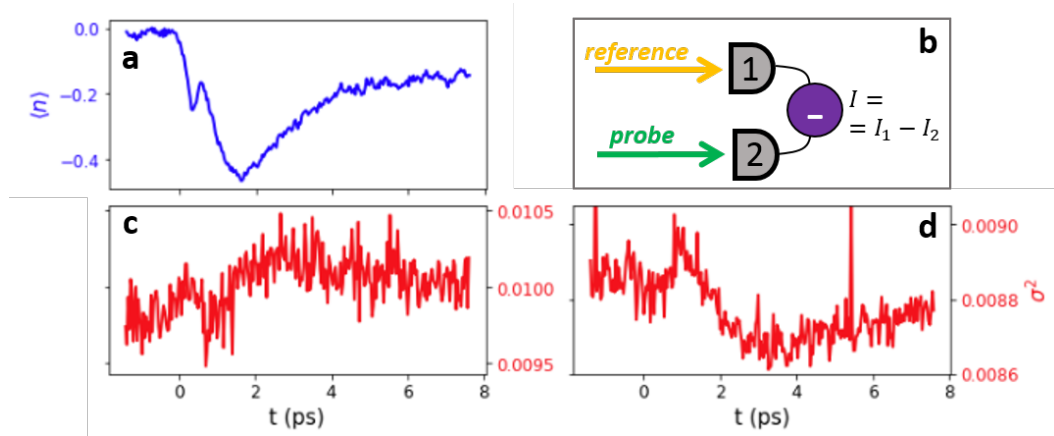 a
0.0
−0.2
−0.4
⟨n⟩
b
reference
1
−
I =
= I₁ − I₂
probe
2
c
0.0105
0.0100
0.0095
0 2 4 6 8
t (ps)
d
0.0090
0.0088
0.0086
σ²
0 2 4 6 8
t (ps)